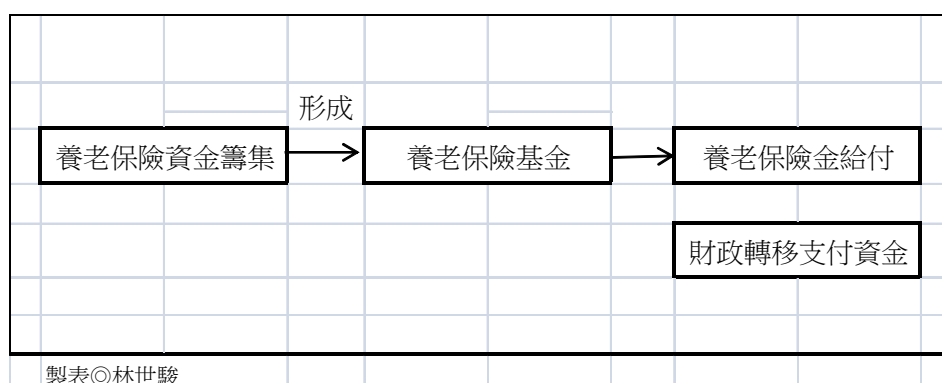 形成
養老保險資金籌集
養老保險基金
養老保險金給付
財政轉移支付資金
製表◎林世駿